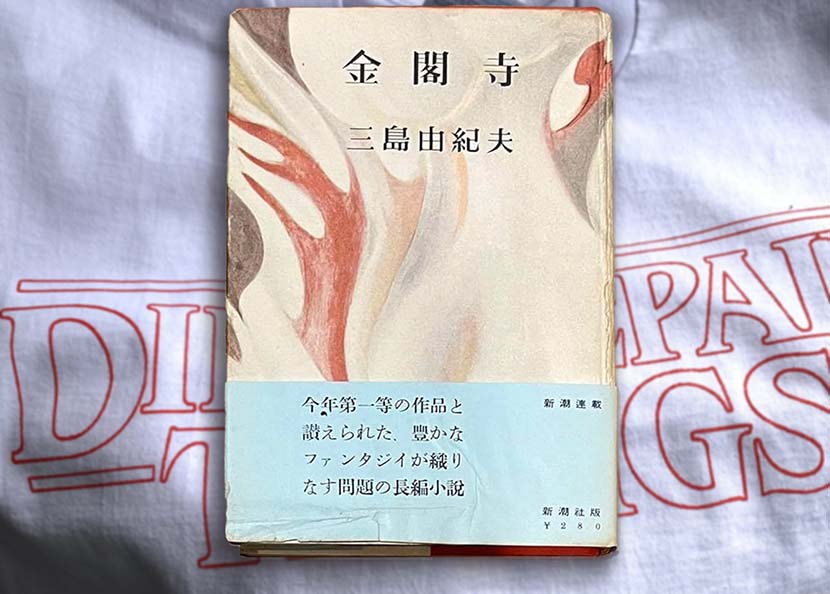 金閣寺
三島由紀夫
今年第一等の作品と
讃えられた、豊かな
ファンタジイが織り
なす問題の長編小説
新潮連載
新潮社版
￥280